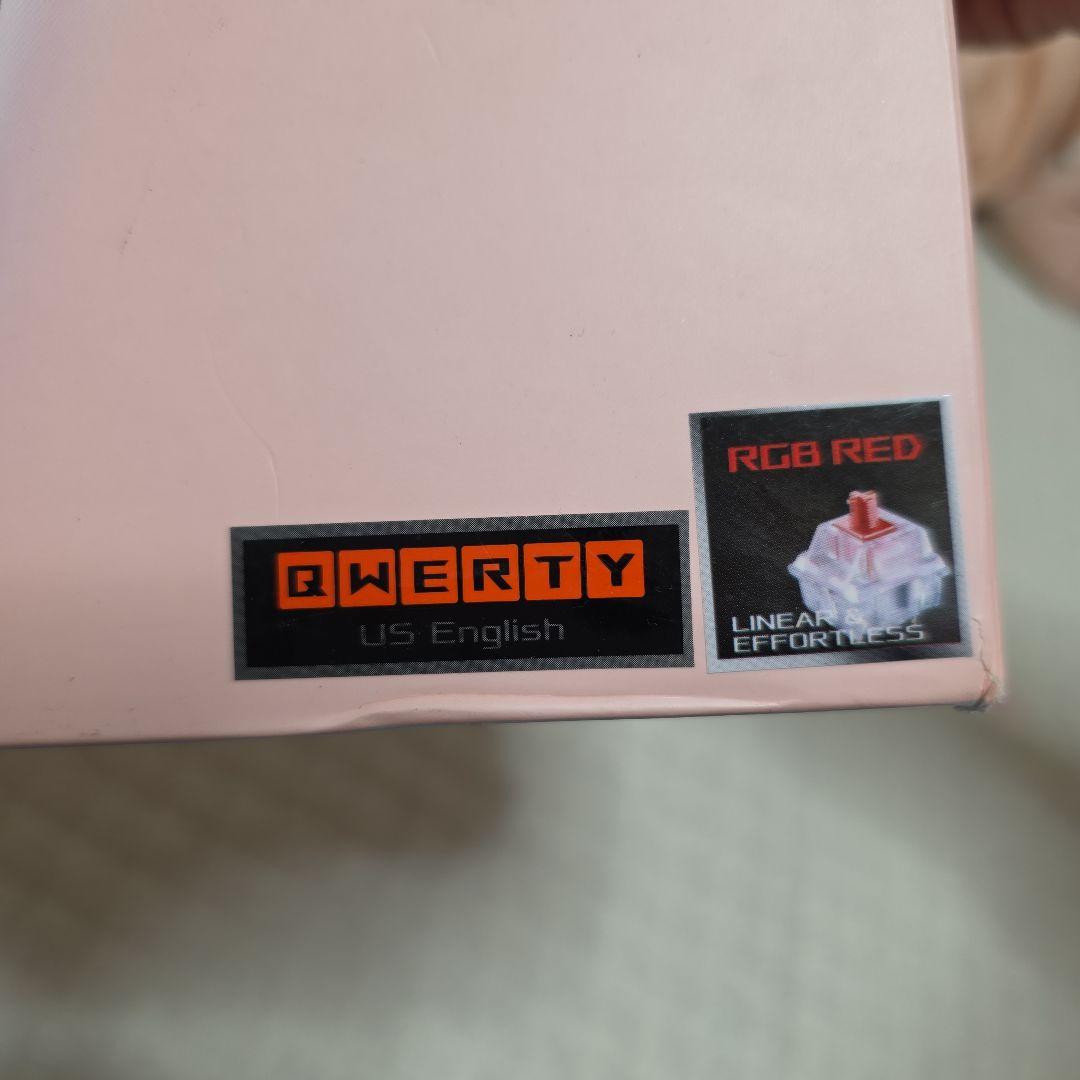 QWERTY
US English
RGB RED
LINEAR &
EFFORTLESS